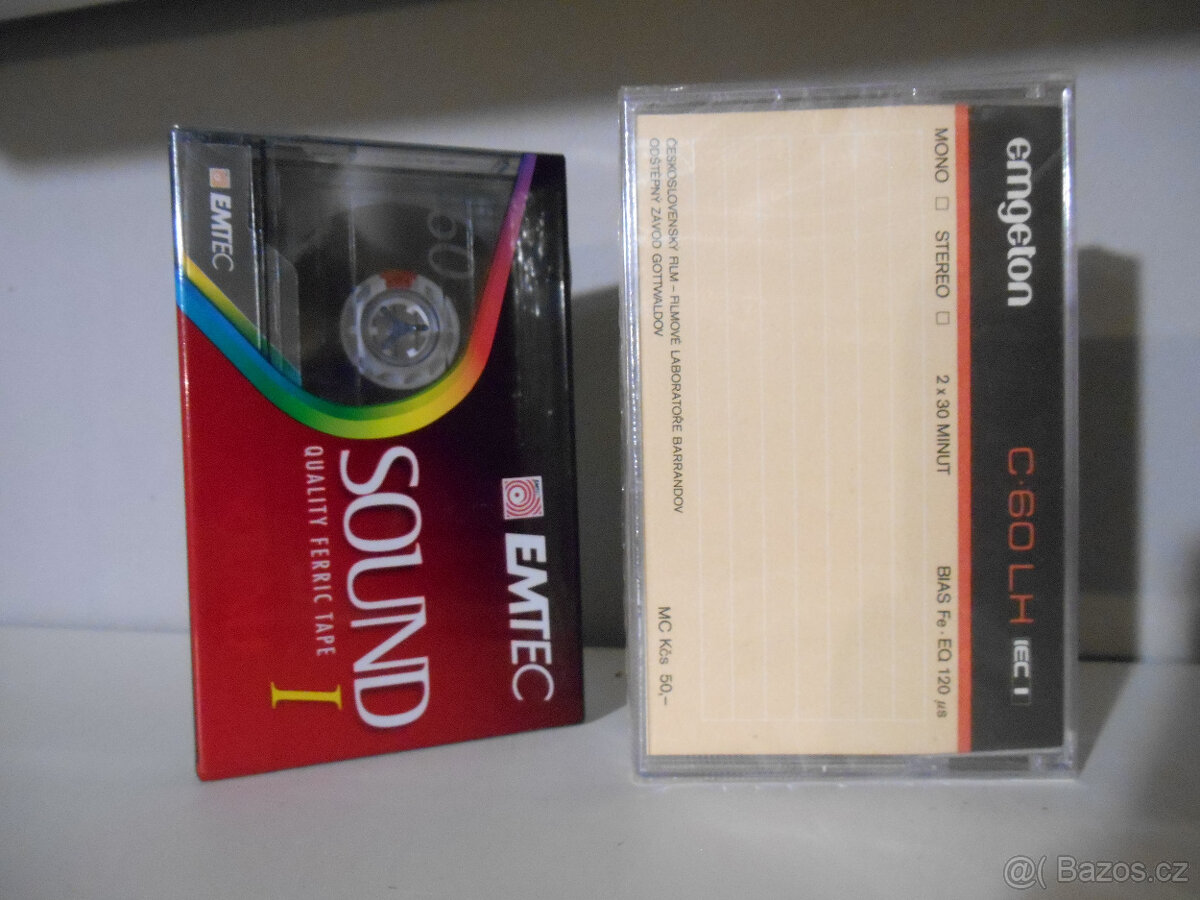 EMTEC
60
SOUND I
QUALITY FERRIC TAPE
EMTEC
emgeton
C·60 LH IEC I
MONO □ STEREO □ 2 x 30 MINUT BIAS Fe · EQ 120 µs
ČESKOSLOVENSKÝ FILM – FILMOVÉ LABORATOŘE BARRANDOV
ODŠTĚPNÝ ZÁVOD GOTTWALDOV
MC Kčs 50,–
@( Bazos.cz